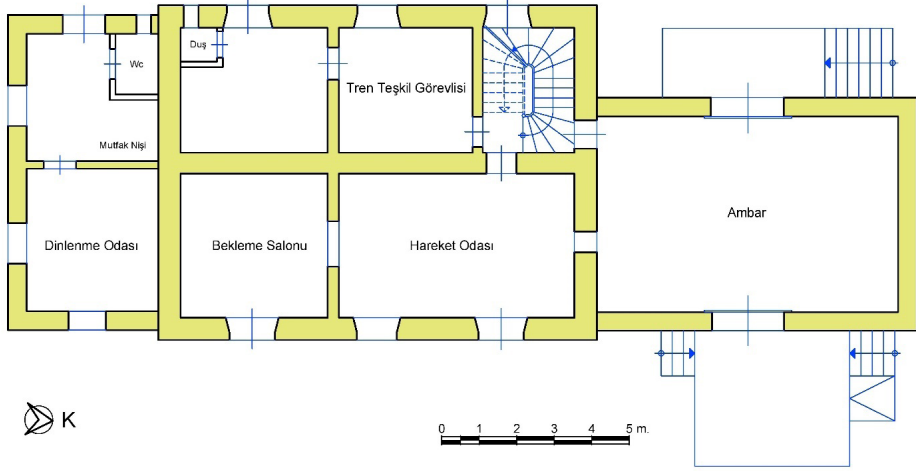 Duş
Wc
Tren Teşkil Görevlisi
Mutfak Nişi
Ambar
Dinlenme Odası
Bekleme Salonu
Hareket Odası
K
0 1 2 3 4 5 m.